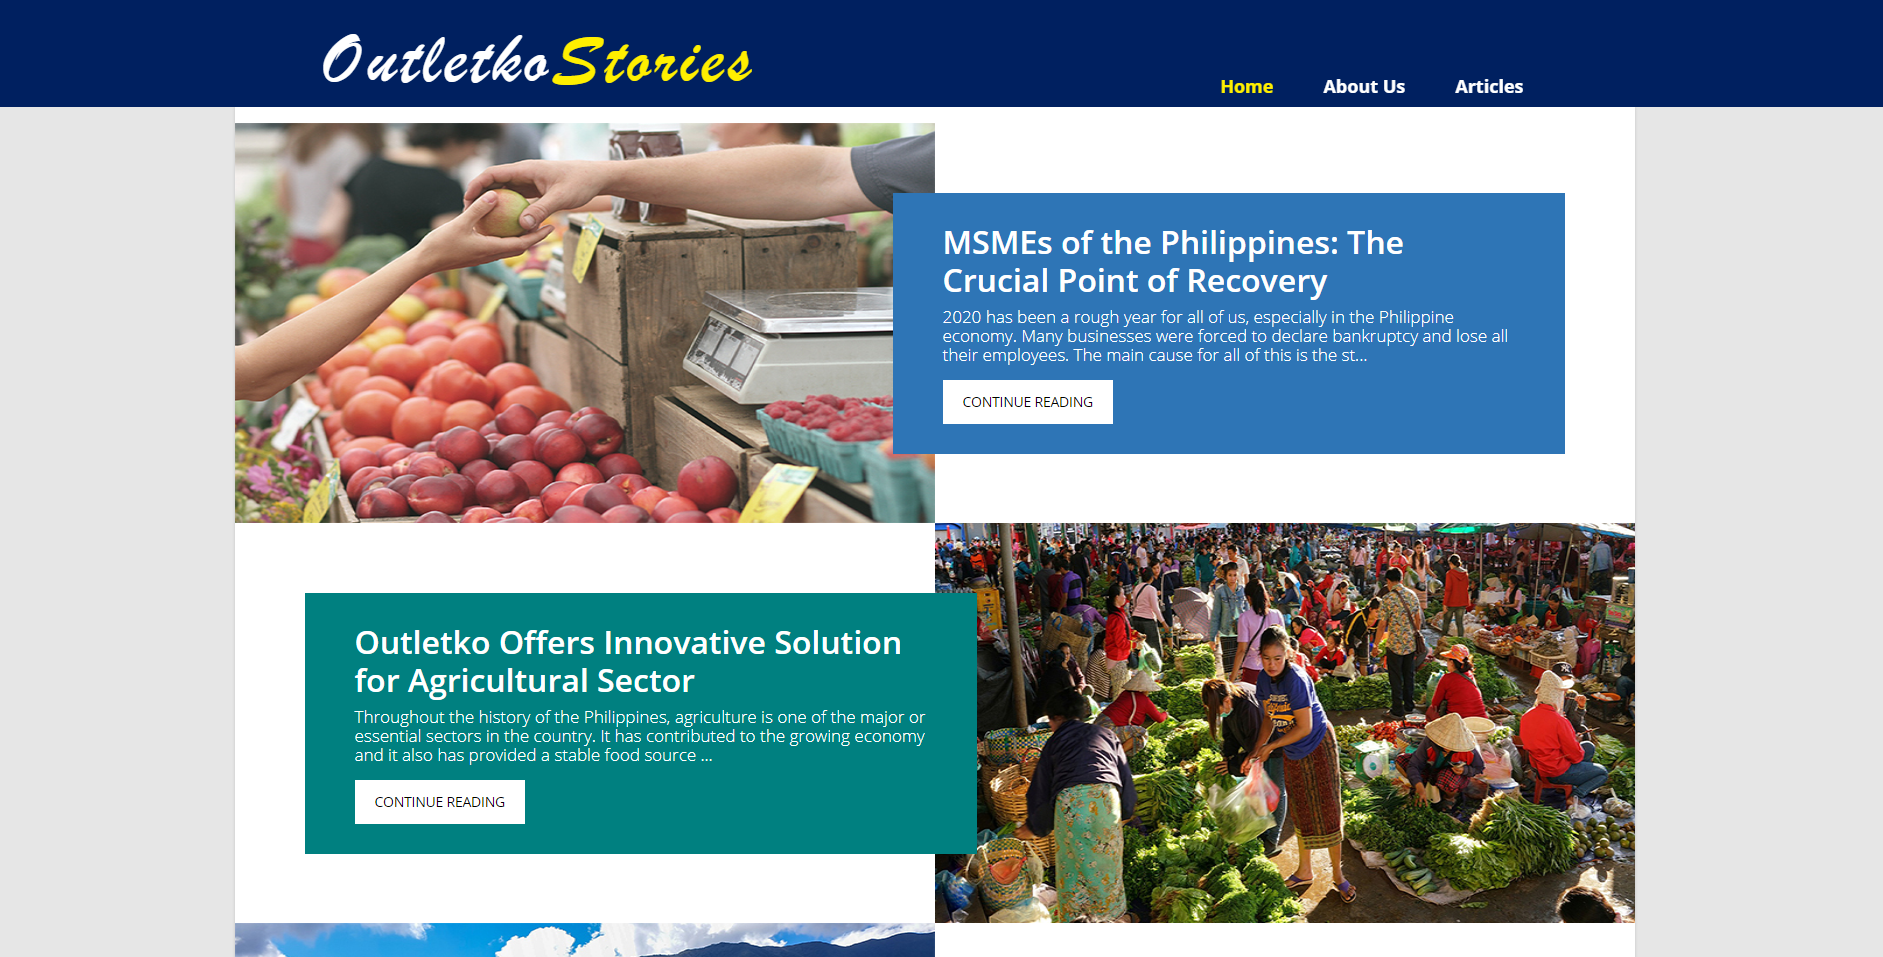 OutletkoStories
Home
About Us
Articles
MSMEs of the Philippines: The
Crucial Point of Recovery
2020 has been a rough year for all of us, especially in the Philippine
economy. Many businesses were forced to declare bankruptcy and lose all
their employees. The main cause for all of this is the st...
CONTINUE READING
Outletko Offers Innovative Solution
for Agricultural Sector
Throughout the history of the Philippines, agriculture is one of the major or
essential sectors in the country. It has contributed to the growing economy
and it also has provided a stable food source ...
CONTINUE READING